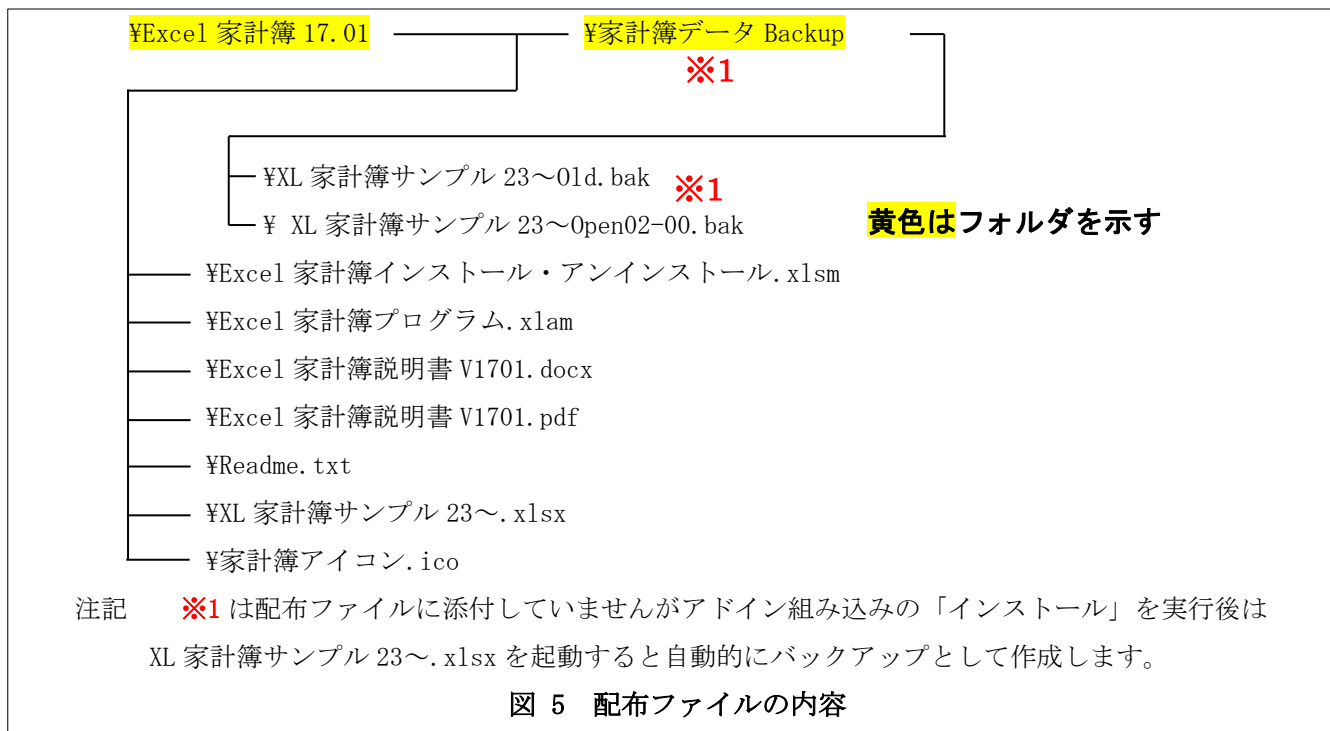 ¥Excel 家計簿 17.01 ¥家計簿データ Backup
※1
¥XL 家計簿サンプル 23～Old.bak ※1
¥ XL 家計簿サンプル 23～Open02-00.bak 黄色はフォルダを示す
¥Excel 家計簿インストール・アンインストール.xlsm
¥Excel 家計簿プログラム.xlam
¥Excel 家計簿説明書 V1701.docx
¥Excel 家計簿説明書 V1701.pdf
¥Readme.txt
¥XL 家計簿サンプル 23～.xlsx
¥家計簿アイコン.ico
注記 ※1 は配布ファイルに添付していませんがアドイン組み込みの「インストール」を実行後は
XL 家計簿サンプル 23～.xlsx を起動すると自動的にバックアップとして作成します。
図 5 配布ファイルの内容